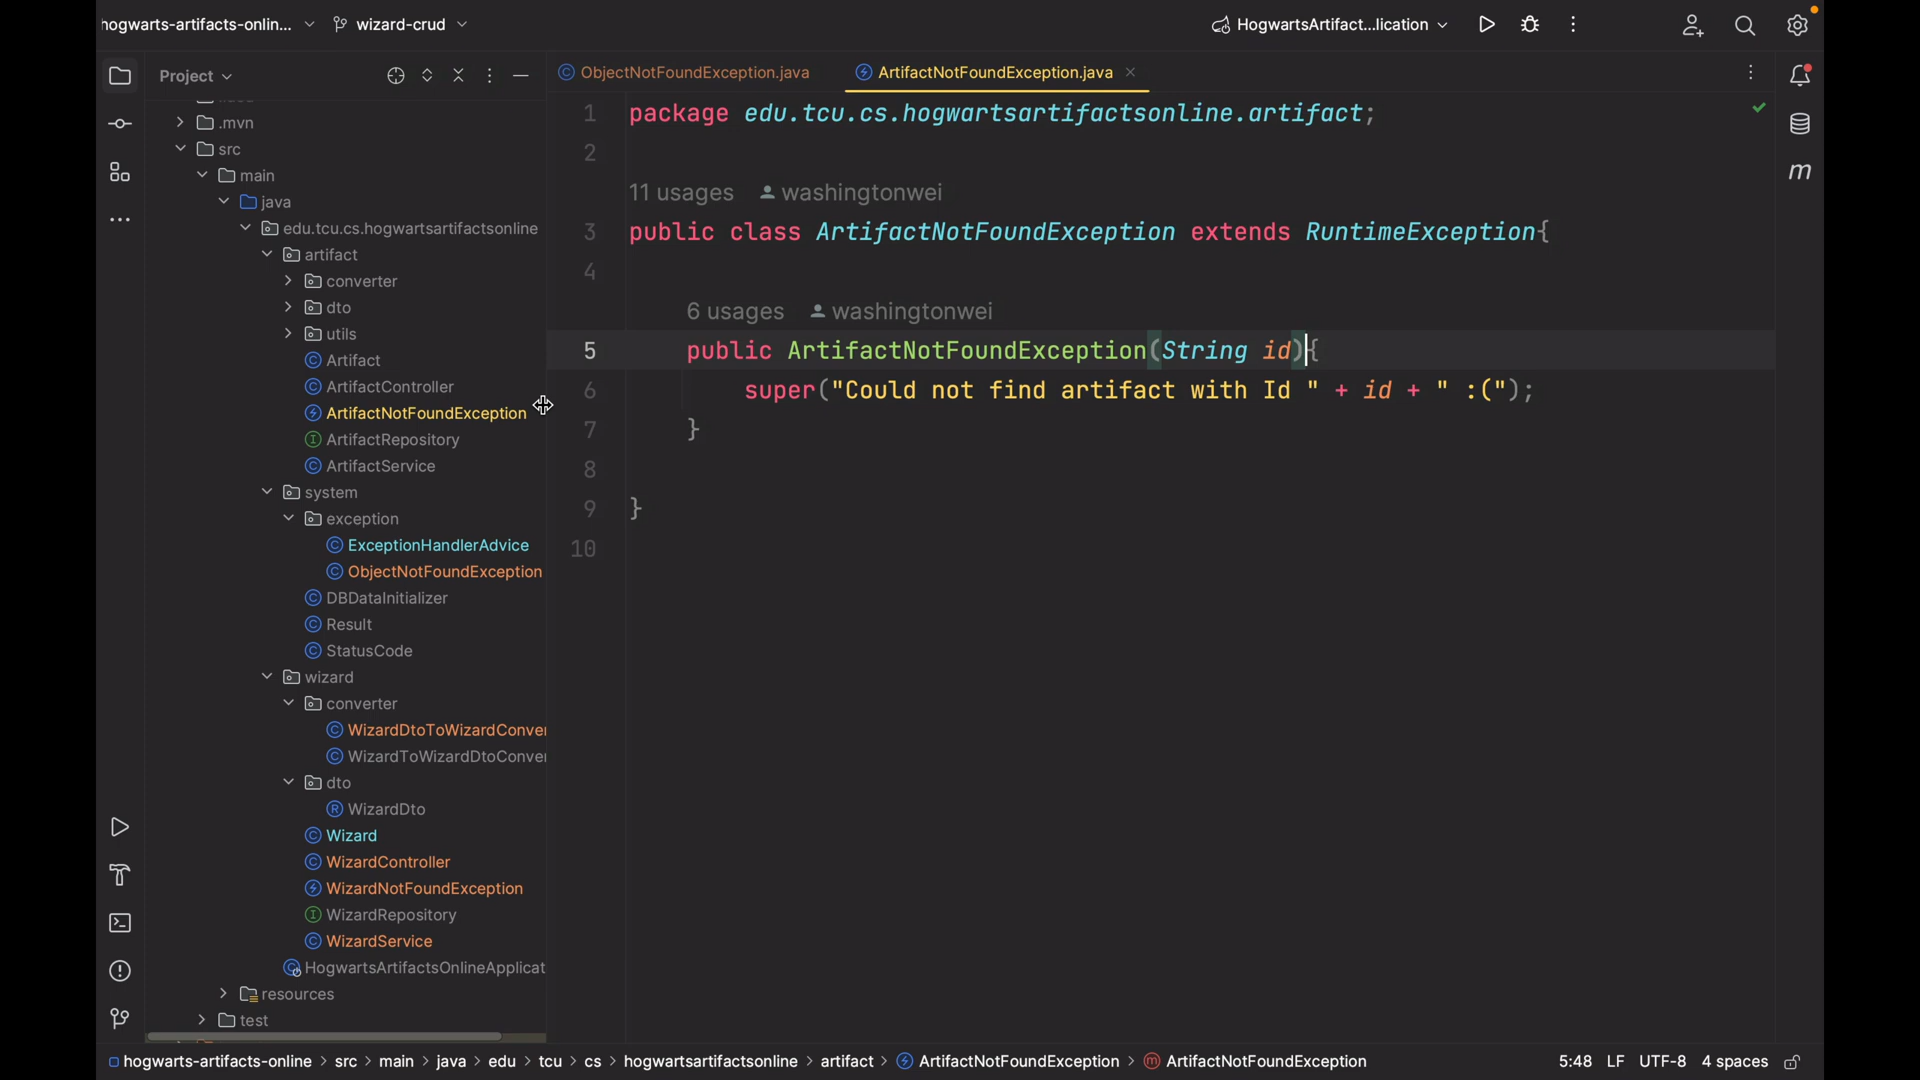 hogwarts-artifacts-onlin... wizard-crud HogwartsArtifact...lication
Project
ObjectNotFoundException.java ArtifactNotFoundException.java
.mvn
src
main
java
edu.tcu.cs.hogwartsartifactsonline
artifact
converter
dto
utils
Artifact
ArtifactController
ArtifactNotFoundException
ArtifactRepository
ArtifactService
system
exception
ExceptionHandlerAdvice
ObjectNotFoundException
DBDataInitializer
Result
StatusCode
wizard
converter
WizardDtoToWizardConver
WizardToWizardDtoConver
dto
WizardDto
Wizard
WizardController
WizardNotFoundException
WizardRepository
WizardService
HogwartsArtifactsOnlineApplicat
resources
test
1 package edu.tcu.cs.hogwartsartifactsonline.artifact;
2
11 usages washingtonwei
3 public class ArtifactNotFoundException extends RuntimeException{
4
6 usages washingtonwei
5 public ArtifactNotFoundException(String id){
6 super("Could not find artifact with Id " + id + " :(");
7 }
8
9 }
10
m
hogwarts-artifacts-online > src > main > java > edu > tcu > cs > hogwartsartifactsonline > artifact > ArtifactNotFoundException > ArtifactNotFoundException 5:48 LF UTF-8 4 spaces